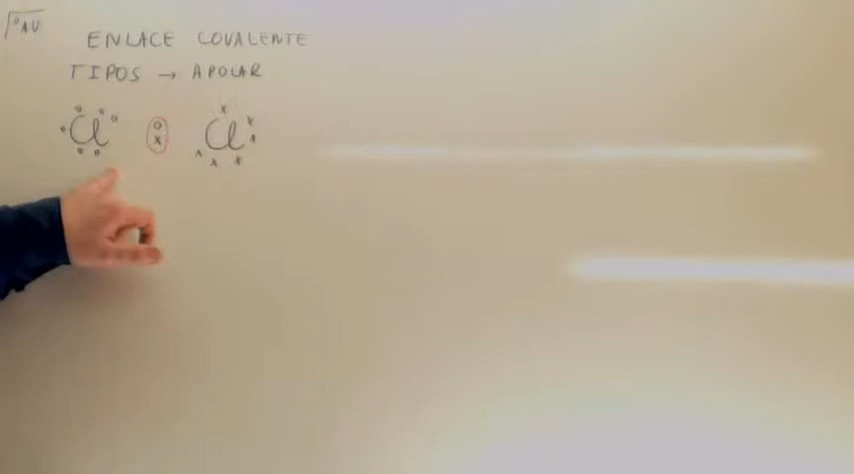 PAU
ENLACE COVALENTE
TIPOS → APOLAR
Cl Cl